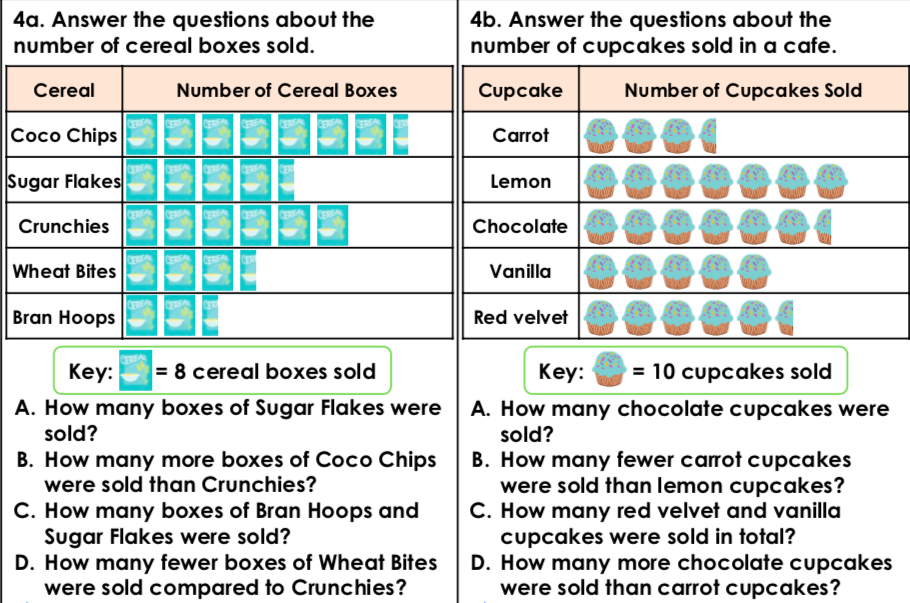 4a. Answer the questions about the
number of cereal boxes sold.
Cereal Number of Cereal Boxes
Coco Chips
Sugar Flakes
Crunchies
Wheat Bites
Bran Hoops
Key: = 8 cereal boxes sold
A. How many boxes of Sugar Flakes were
sold?
B. How many more boxes of Coco Chips
were sold than Crunchies?
C. How many boxes of Bran Hoops and
Sugar Flakes were sold?
D. How many fewer boxes of Wheat Bites
were sold compared to Crunchies?
4b. Answer the questions about the
number of cupcakes sold in a cafe.
Cupcake Number of Cupcakes Sold
Carrot
Lemon
Chocolate
Vanilla
Red velvet
Key: = 10 cupcakes sold
A. How many chocolate cupcakes were
sold?
B. How many fewer carrot cupcakes
were sold than lemon cupcakes?
C. How many red velvet and vanilla
cupcakes were sold in total?
D. How many more chocolate cupcakes
were sold than carrot cupcakes?